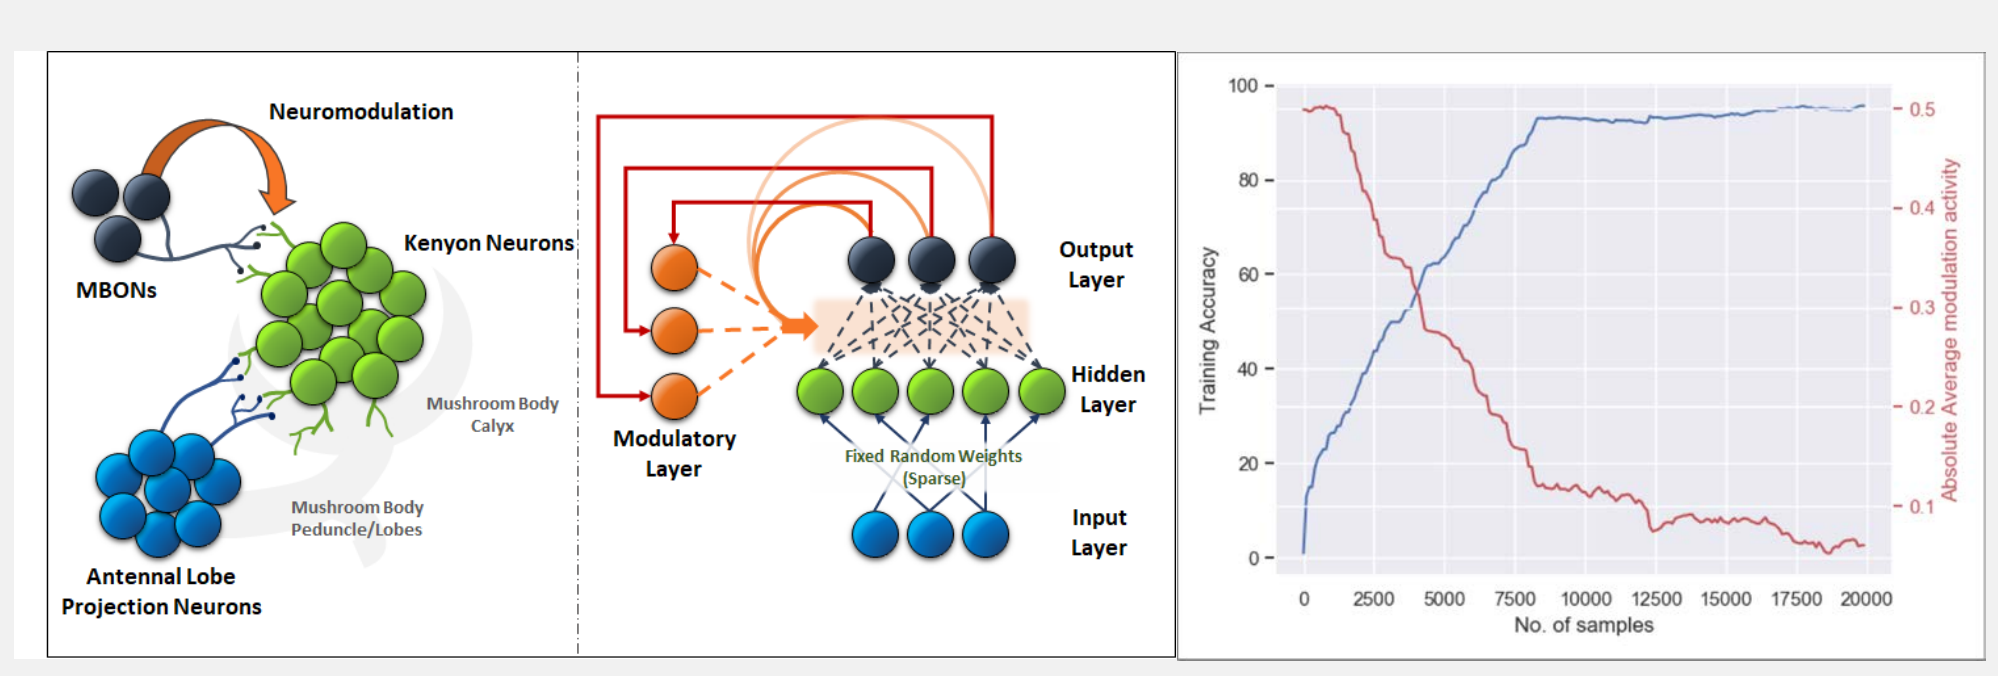 Neuromodulation
MBONs
Kenyon Neurons
Mushroom Body
Calyx
Mushroom Body
Peduncle/Lobes
Antennal Lobe
Projection Neurons
Output
Layer
Hidden
Layer
Modulatory
Layer
Fixed Random Weights
(Sparse)
Input
Layer
Training Accuracy
100
80
60
40
20
0
0 2500 5000 7500 10000 12500 15000 17500 20000
No. of samples
0.5
0.4
0.3
0.2
0.1
Absolute Average modulation activity